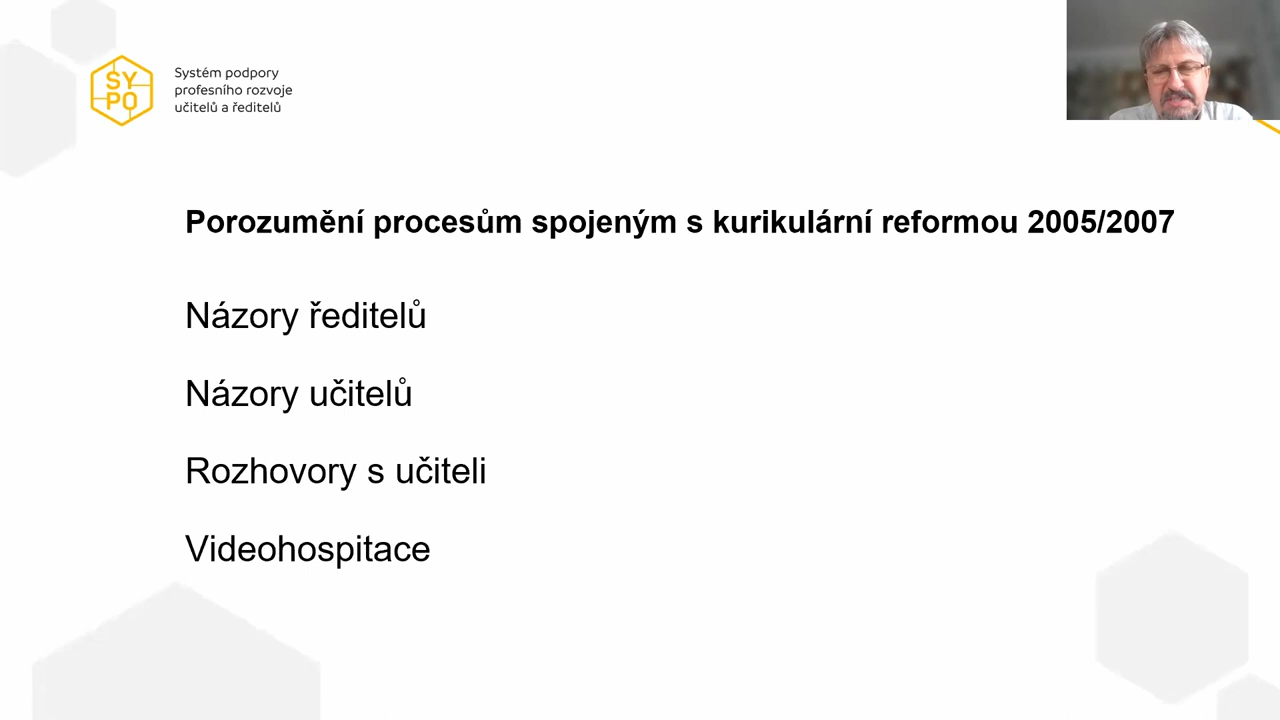 SY
PO
Systém podpory
profesního rozvoje
učitelů a ředitelů
Porozumění procesům spojeným s kurikulární reformou 2005/2007
Názory ředitelů
Názory učitelů
Rozhovory s učiteli
Videohospitace